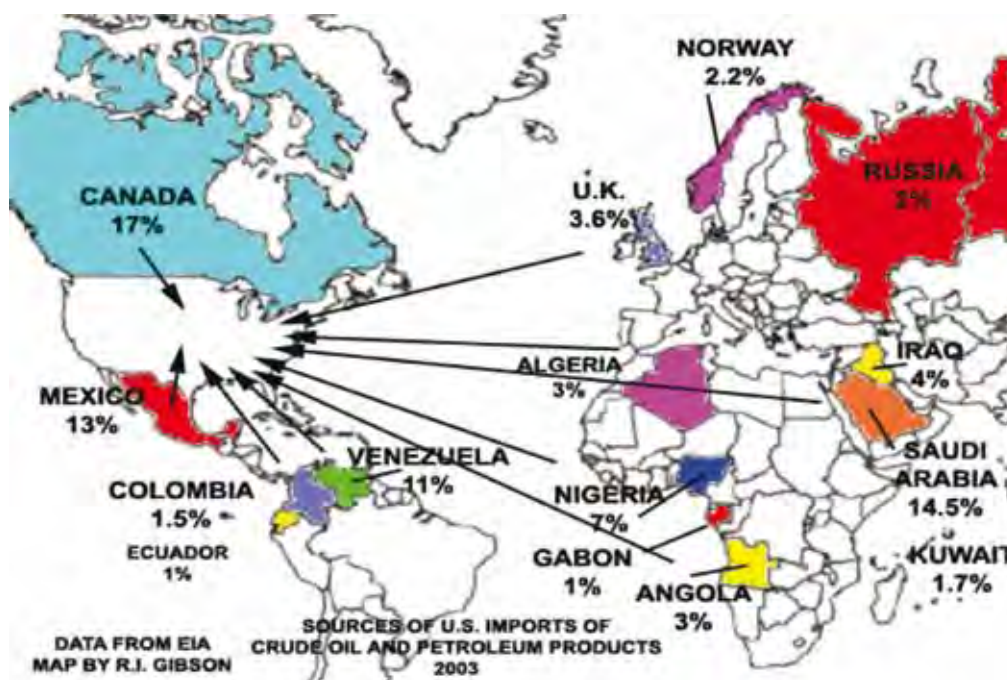 NORWAY
2.2%
RUSSIA
U.K.
3.6%
CANADA
17%
ALGERIA
3%
IRAQ
4%
MEXICO
13%
SAUDI
ARABIA
14.5%
VENEZUELA
11%
COLOMBIA
1.5%
NIGERIA
7%
ECUADOR
1%
GABON
1%
KUWAIT
1.7%
ANGOLA
3%
DATA FROM EIA
MAP BY R.I. GIBSON
SOURCES OF U.S. IMPORTS OF
CRUDE OIL AND PETROLEUM PRODUCTS
2003